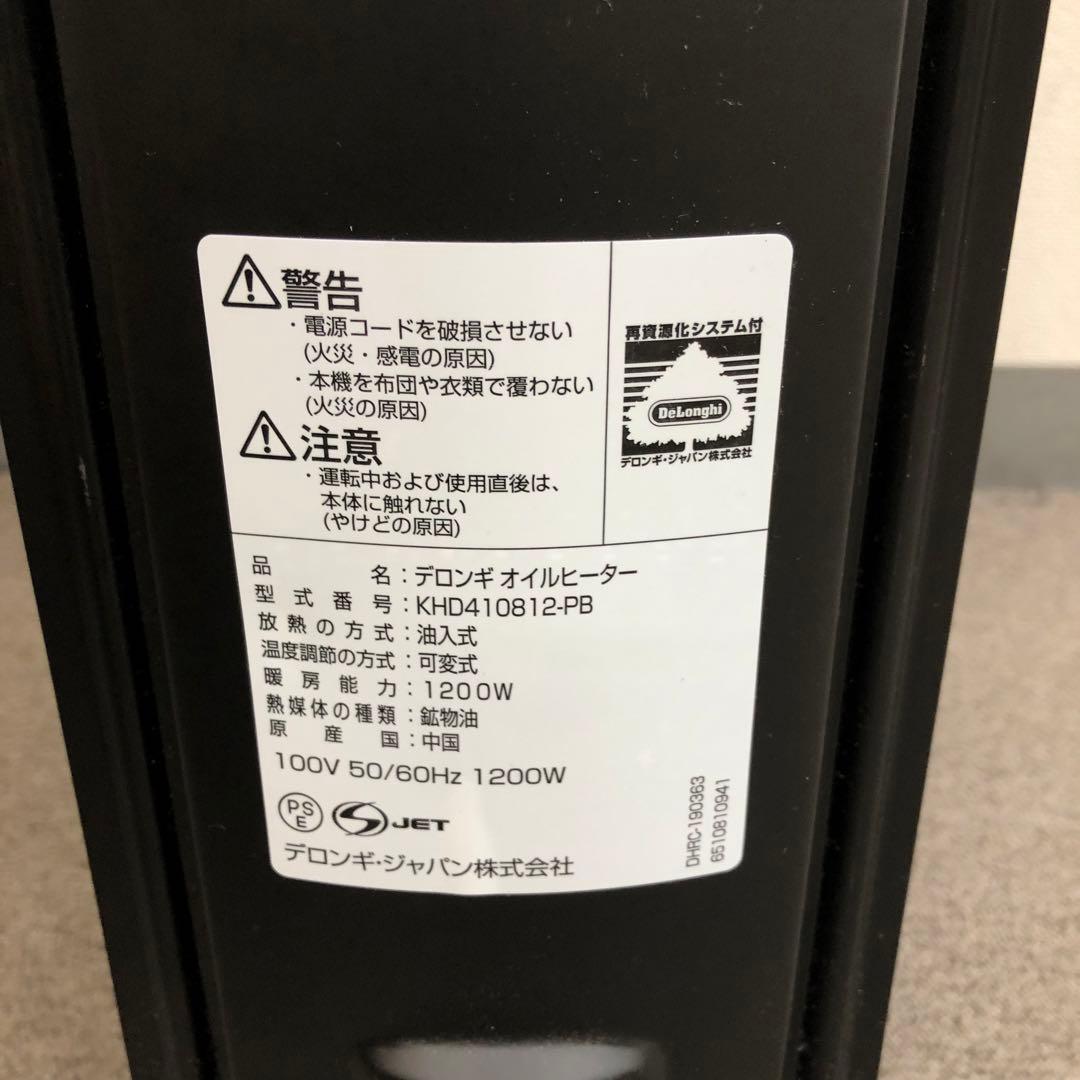 警告
・電源コードを破損させない
(火災・感電の原因)
・本機を布団や衣類で覆わない
(火災の原因)
注意
・運転中および使用直後は、
本体に触れない
(やけどの原因)
再資源化システム付
DeLonghi
デロンギ・ジャパン株式会社
品名:デロンギ オイルヒーター
型式番号:KHD410812-PB
放熱の方式:油入式
温度調節の方式:可変式
暖房能力:1200W
熱媒体の種類:鉱物油
原産国:中国
100V 50/60Hz 1200W
PS
E
S JET
デロンギ・ジャパン株式会社
DHRC-190363
6510810941